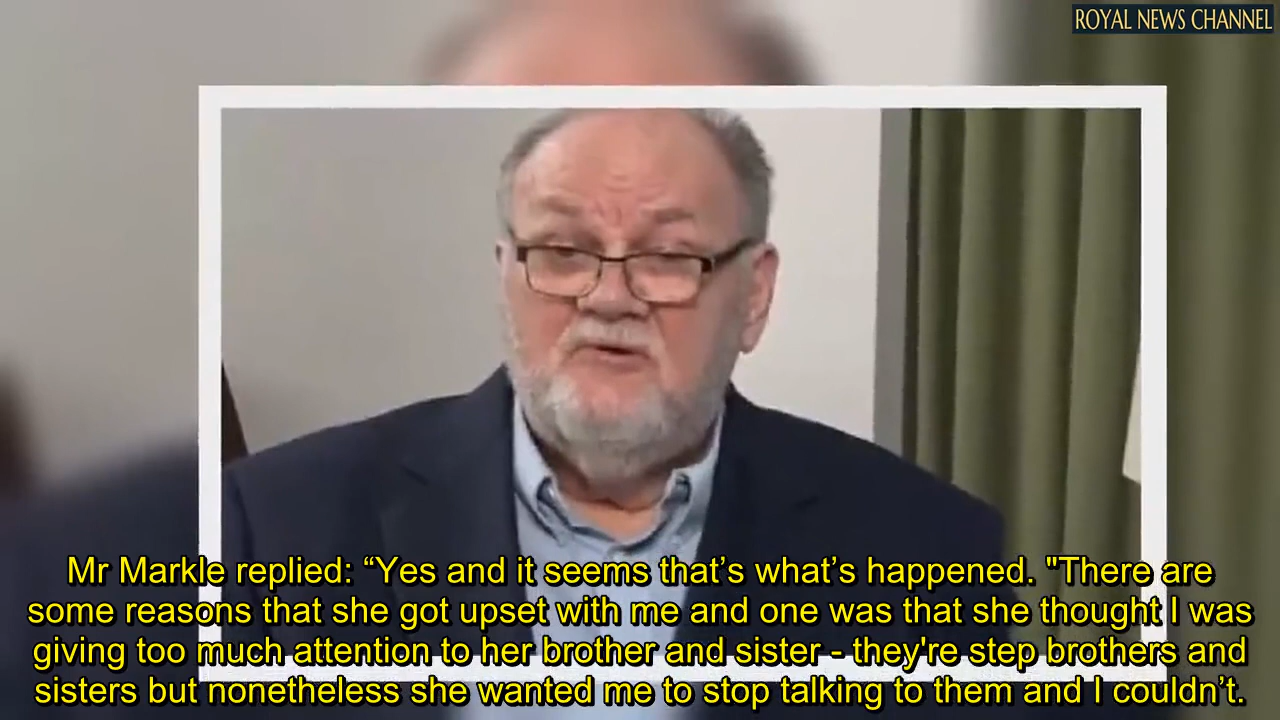 ROYAL NEWS CHANNEL
Mr Markle replied: “Yes and it seems that’s what’s happened. "There are
some reasons that she got upset with me and one was that she thought I was
giving too much attention to her brother and sister - they're step brothers and
sisters but nonetheless she wanted me to stop talking to them and I couldn’t.